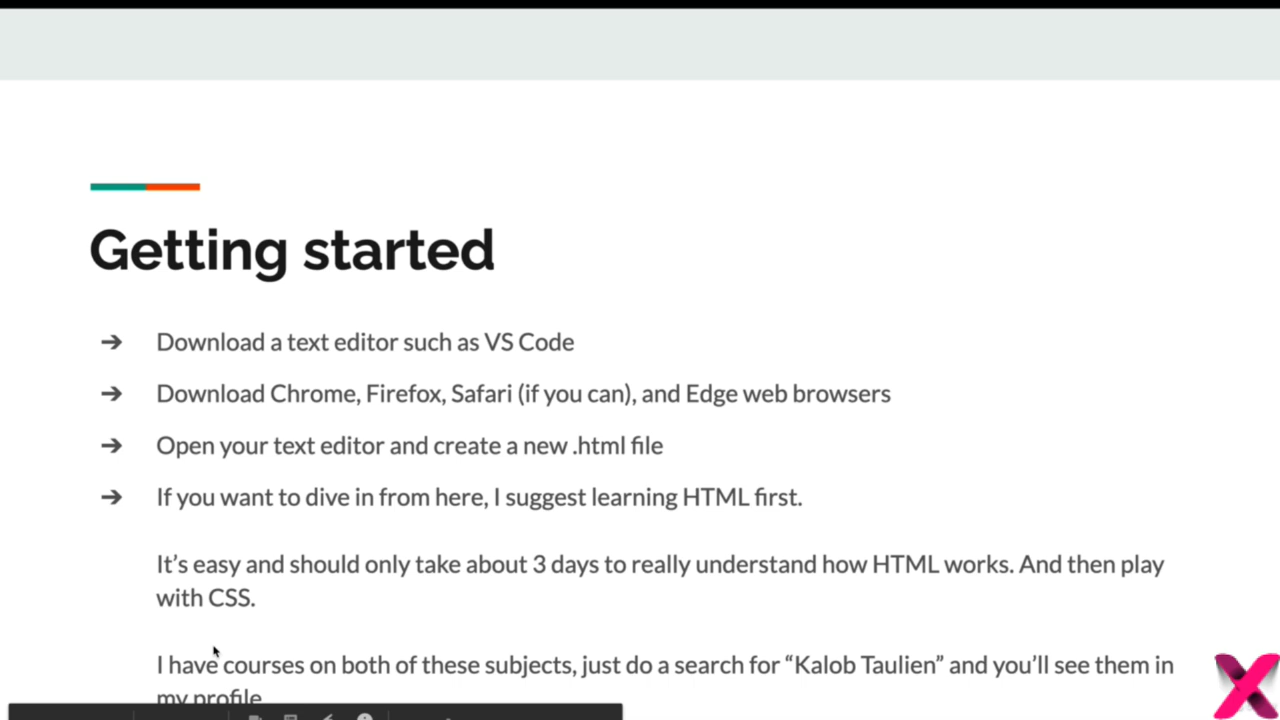 Getting started
➔ Download a text editor such as VS Code
➔ Download Chrome, Firefox, Safari (if you can), and Edge web browsers
➔ Open your text editor and create a new .html file
➔ If you want to dive in from here, I suggest learning HTML first.
It’s easy and should only take about 3 days to really understand how HTML works. And then play
with CSS.
I have courses on both of these subjects, just do a search for “Kalob Taulien” and you’ll see them in
my profile